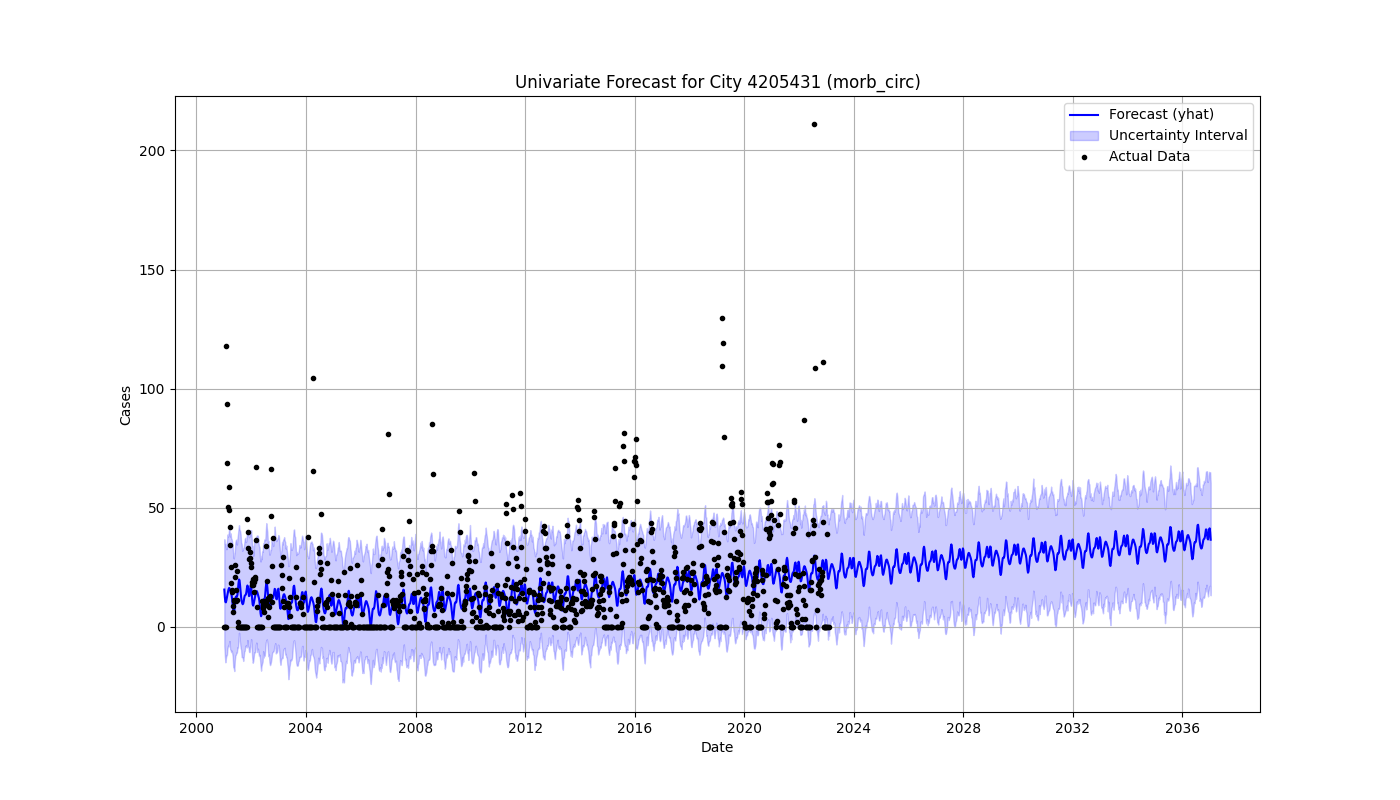 Univariate Forecast for City 4205431 (morb_circ)
Forecast (yhat)
Uncertainty Interval
Actual Data
200
150
100
50
0
Cases
2000 2004 2008 2012 2016 2020 2024 2028 2032 2036
Date